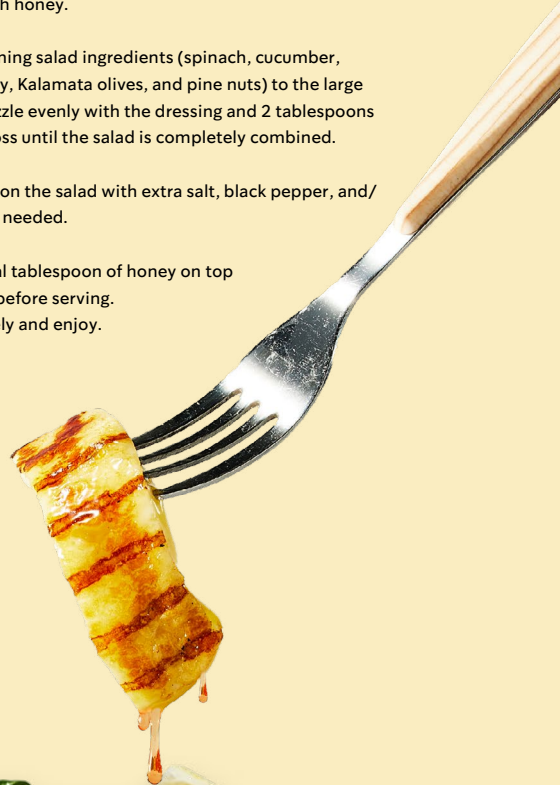 h honey.
ning salad ingredients (spinach, cucumber,
y, Kalamata olives, and pine nuts) to the large
zzle evenly with the dressing and 2 tablespoons
oss until the salad is completely combined.
on the salad with extra salt, black pepper, and/
needed.
al tablespoon of honey on top
before serving.
ly and enjoy.